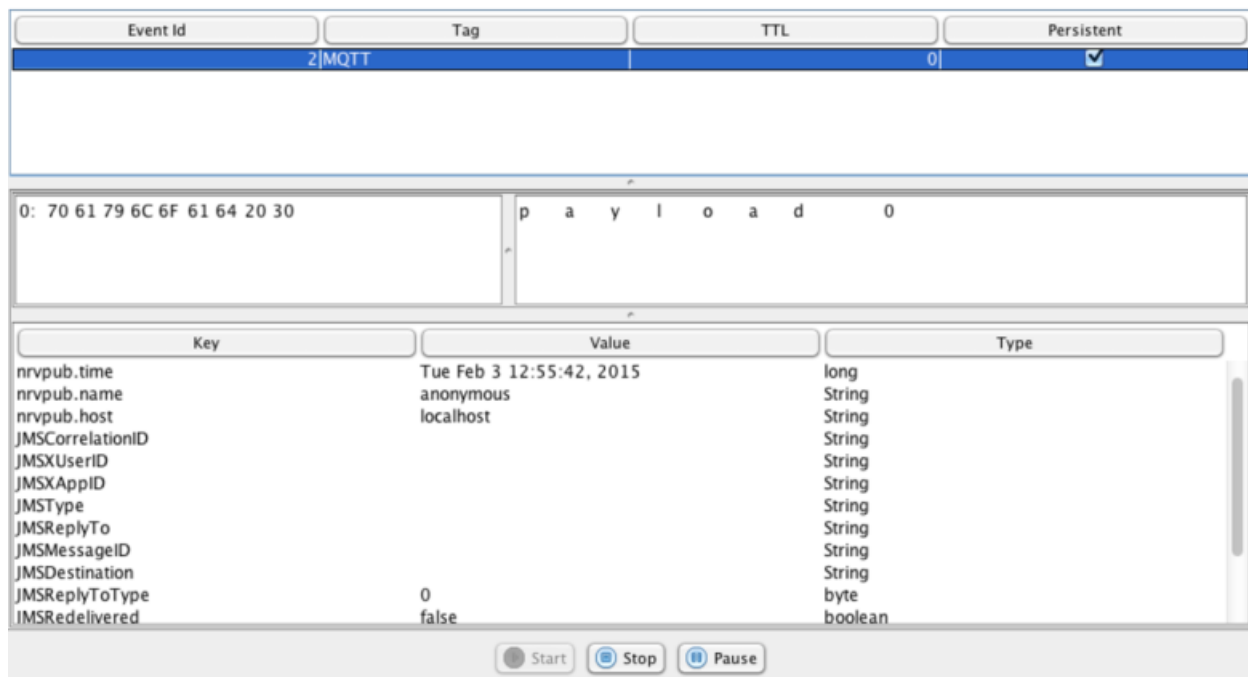 Event Id Tag TTL Persistent
2 MQTT 0
0: 70 61 79 6C 6F 61 64 20 30 p a y l o a d 0
Key Value Type
nrvpub.time Tue Feb 3 12:55:42, 2015 long
nrvpub.name anonymous String
nrvpub.host localhost String
JMSCorrelationID String
JMSXUserID String
JMSXAppID String
JMSType String
JMSReplyTo String
JMSMessageID String
JMSDestination String
JMSReplyToType 0 byte
JMSRedelivered false boolean
Start Stop Pause